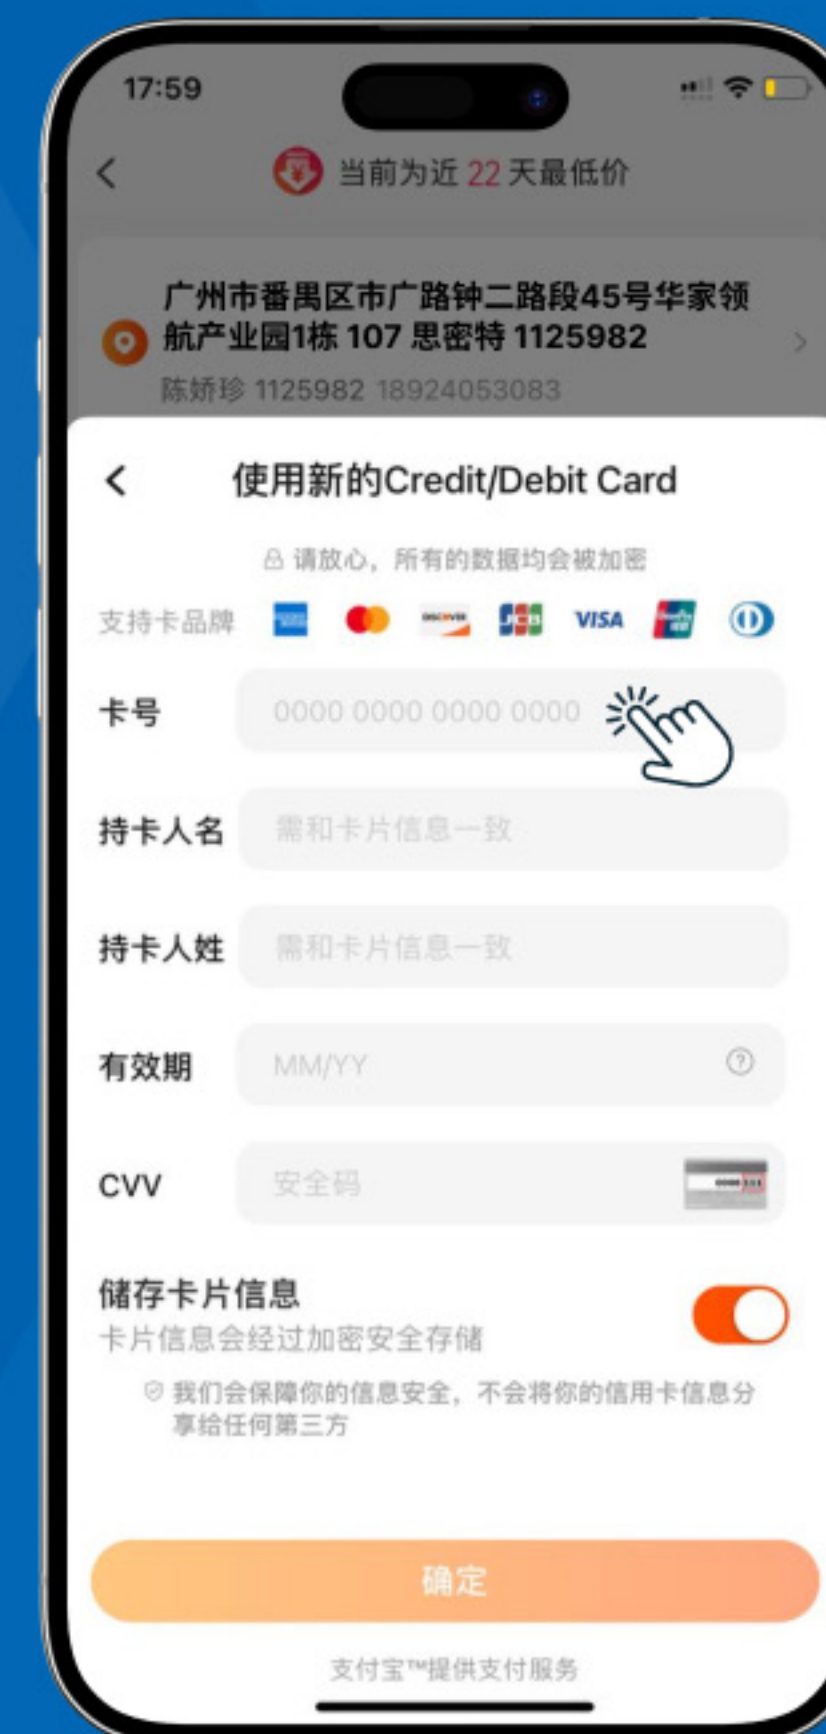 17:59
当前为近 22 天最低价
广州市番禺区市广路钟二路段45号华家领
航产业园1栋 107 思密特 1125982
陈娇珍 1125982 18924053083
使用新的Credit/Debit Card
请放心，所有的数据均会被加密
支持卡品牌 DISCOVER JCB VISA
卡号 0000 0000 0000 0000
持卡人名 需和卡片信息一致
持卡人姓 需和卡片信息一致
有效期 MM/YY
CVV 安全码
储存卡片信息
卡片信息会经过加密安全存储
我们会保障你的信息安全，不会将你的信用卡信息分
享给任何第三方
确定
支付宝™提供支付服务